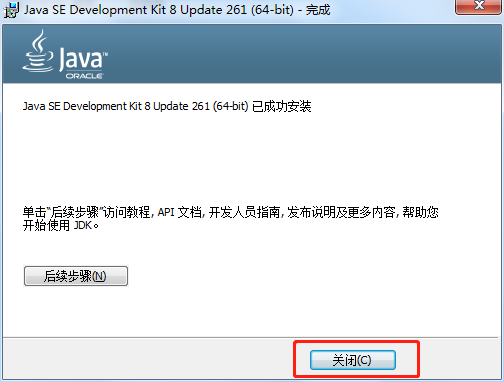 Java SE Development Kit 8 Update 261 (64-bit) - 完成
Java™
ORACLE
Java SE Development Kit 8 Update 261 (64-bit) 已成功安装
单击“后续步骤”访问教程, API 文档, 开发人员指南, 发布说明及更多内容, 帮助您
开始使用 JDK。
后续步骤(N)
关闭(C)